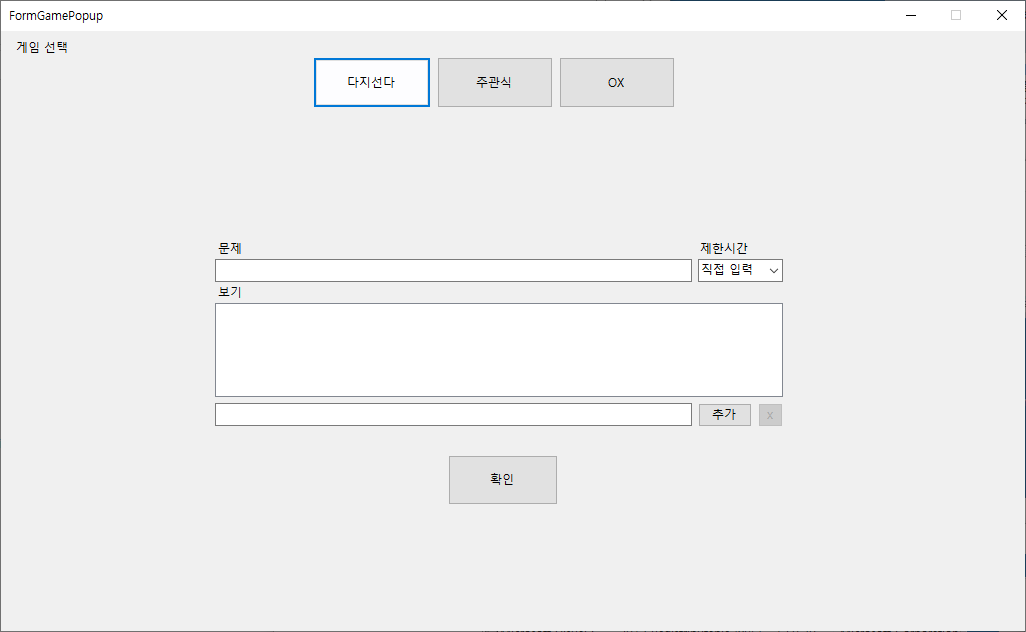 FormGamePopup
게임 선택
다지선다 주관식 OX
문제 제한시간
직접 입력
보기
추가 x
확인